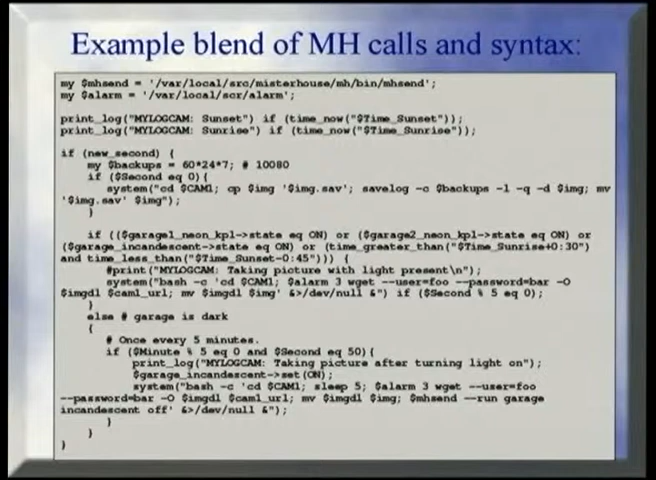 Example blend of MH calls and syntax:
my $mhsend = '/var/local/src/misterhouse/mh/bin/mhsend';
my $alarm = '/var/local/scr/alarm';
print_log("MYLOGCAM: Sunset") if (time_now("$Time_Sunset"));
print_log("MYLOGCAM: Sunrise") if (time_now("$Time_Sunrise"));
if (new_second) {
my $backups = 60*24*7; # 10080
if ($Second eq 0){
system("cd $CAM1; cp $img '$img.sav'; savelog -c $backups -l -q -d $img; mv
'$img.sav' $img");
}
if (($garage1_neon_kpl->state eq ON) or ($garage2_neon_kpl->state eq ON) or
($garage_incandescent->state eq ON) or (time_greater_than("$Time_Sunrise+0:30")
and time_less_than("$Time_Sunset-0:45"))) {
#print("MYLOGCAM: Taking picture with light present\n");
system("bash -c 'cd $CAM1; $alarm 3 wget --user=foo --password=bar -O
$imgdl $cam1_url; mv $imgdl $img' &>/dev/null &") if ($Second % 5 eq 0);
}
else # garage is dark
{
# Once every 5 minutes.
if ($Minute % 5 eq 0 and $Second eq 50){
print_log("MYLOGCAM: Taking picture after turning light on");
$garage_incandescent->set(ON);
system("bash -c 'cd $CAM1; sleep 5; $alarm 3 wget --user=foo
--password=bar -O $imgdl $cam1_url; mv $imgdl $img; $mhsend --run garage
incandescent off' &>/dev/null &");
}
}
}